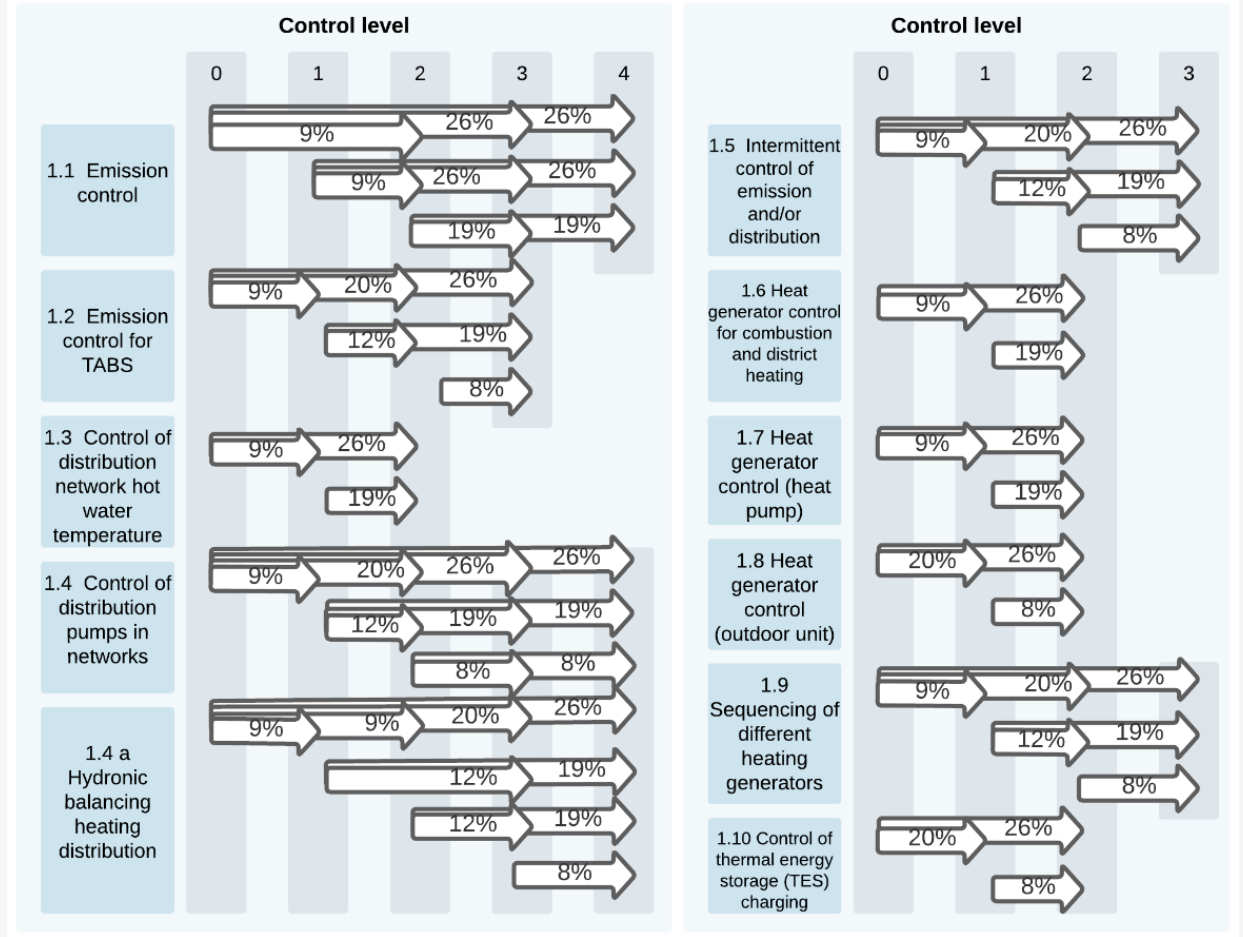 Control level
0 1 2 3 4
1.1 Emission
control
9% 26% 26%
9% 26% 26%
19% 19%
1.2 Emission
control for
TABS
9% 20% 26%
12% 19%
8%
1.3 Control of
distribution
network hot
water
temperature
9% 26%
19%
1.4 Control of
distribution
pumps in
networks
9% 20% 26% 26%
12% 19% 19%
8% 8%
1.4 a
Hydronic
balancing
heating
distribution
9% 9% 20% 26%
12% 19%
12% 19%
8%
Control level
0 1 2 3
1.5 Intermittent
control of
emission
and/or
distribution
9% 20% 26%
12% 19%
8%
1.6 Heat
generator control
for combustion
and district
heating
9% 26%
19%
1.7 Heat
generator
control (heat
pump)
9% 26%
19%
1.8 Heat
generator
control
(outdoor unit)
20% 26%
8%
1.9
Sequencing of
different
heating
generators
9% 20% 26%
12% 19%
8%
1.10 Control of
thermal energy
storage (TES)
charging
20% 26%
8%